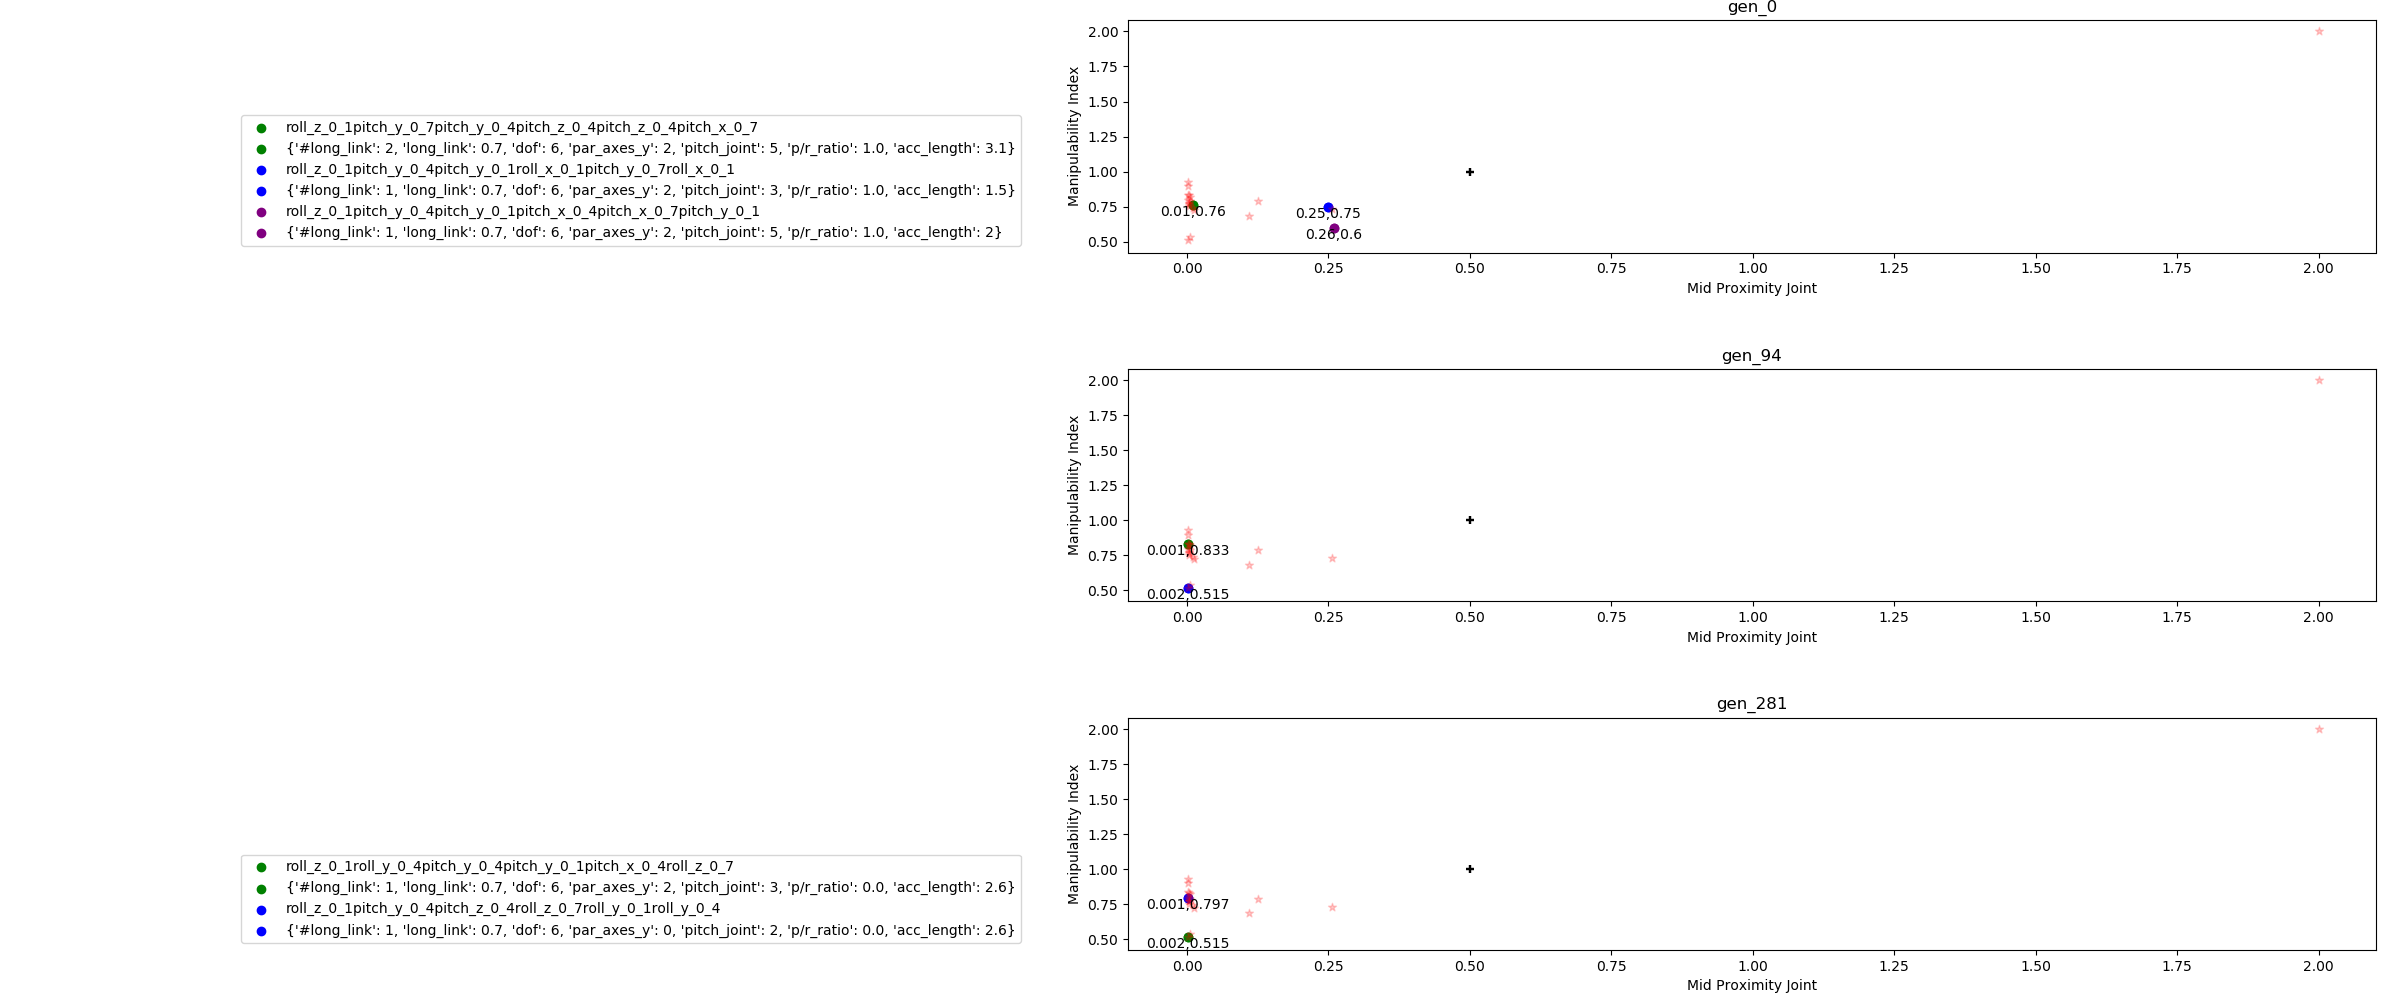 gen_0
roll_z_0_1pitch_y_0_7pitch_y_0_4pitch_z_0_4pitch_z_0_4pitch_x_0_7
{'#long_link': 2, 'long_link': 0.7, 'dof': 6, 'par_axes_y': 2, 'pitch_joint': 5, 'p/r_ratio': 1.0, 'acc_length': 3.1}
roll_z_0_1pitch_y_0_4pitch_y_0_1roll_x_0_1pitch_y_0_7roll_x_0_1
{'#long_link': 1, 'long_link': 0.7, 'dof': 6, 'par_axes_y': 2, 'pitch_joint': 3, 'p/r_ratio': 1.0, 'acc_length': 1.5}
roll_z_0_1pitch_y_0_4pitch_y_0_1pitch_x_0_4pitch_x_0_7pitch_y_0_1
{'#long_link': 1, 'long_link': 0.7, 'dof': 6, 'par_axes_y': 2, 'pitch_joint': 5, 'p/r_ratio': 1.0, 'acc_length': 2}
Manipulability Index
2.00
1.75
1.50
1.25
1.00
0.75
0.50
0.01,0.76
0.25,0.75
0.26,0.6
0.00 0.25 0.50 0.75 1.00 1.25 1.50 1.75 2.00
Mid Proximity Joint
gen_94
Manipulability Index
2.00
1.75
1.50
1.25
1.00
0.75
0.50
0.001,0.833
0.002,0.515
0.00 0.25 0.50 0.75 1.00 1.25 1.50 1.75 2.00
Mid Proximity Joint
gen_281
roll_z_0_1roll_y_0_4pitch_y_0_4pitch_y_0_1pitch_x_0_4roll_z_0_7
{'#long_link': 1, 'long_link': 0.7, 'dof': 6, 'par_axes_y': 2, 'pitch_joint': 3, 'p/r_ratio': 0.0, 'acc_length': 2.6}
roll_z_0_1pitch_y_0_4pitch_z_0_4roll_z_0_7roll_y_0_1roll_y_0_4
{'#long_link': 1, 'long_link': 0.7, 'dof': 6, 'par_axes_y': 0, 'pitch_joint': 2, 'p/r_ratio': 0.0, 'acc_length': 2.6}
Manipulability Index
2.00
1.75
1.50
1.25
1.00
0.75
0.50
0.001,0.797
0.002,0.515
0.00 0.25 0.50 0.75 1.00 1.25 1.50 1.75 2.00
Mid Proximity Joint